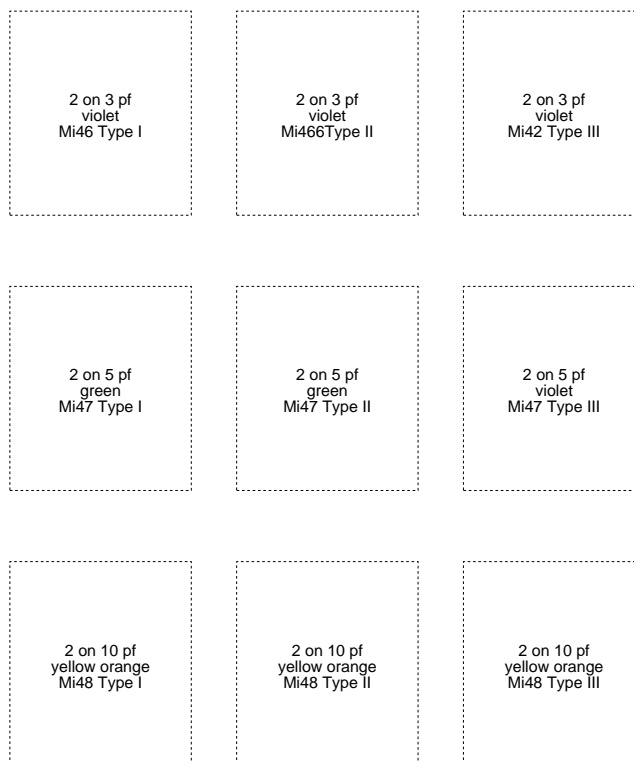 2 on 3 pf
violet
Mi46 Type I
2 on 3 pf
violet
Mi466Type II
2 on 3 pf
violet
Mi42 Type III
2 on 5 pf
green
Mi47 Type I
2 on 5 pf
green
Mi47 Type II
2 on 5 pf
violet
Mi47 Type III
2 on 10 pf
yellow orange
Mi48 Type I
2 on 10 pf
yellow orange
Mi48 Type II
2 on 10 pf
yellow orange
Mi48 Type III